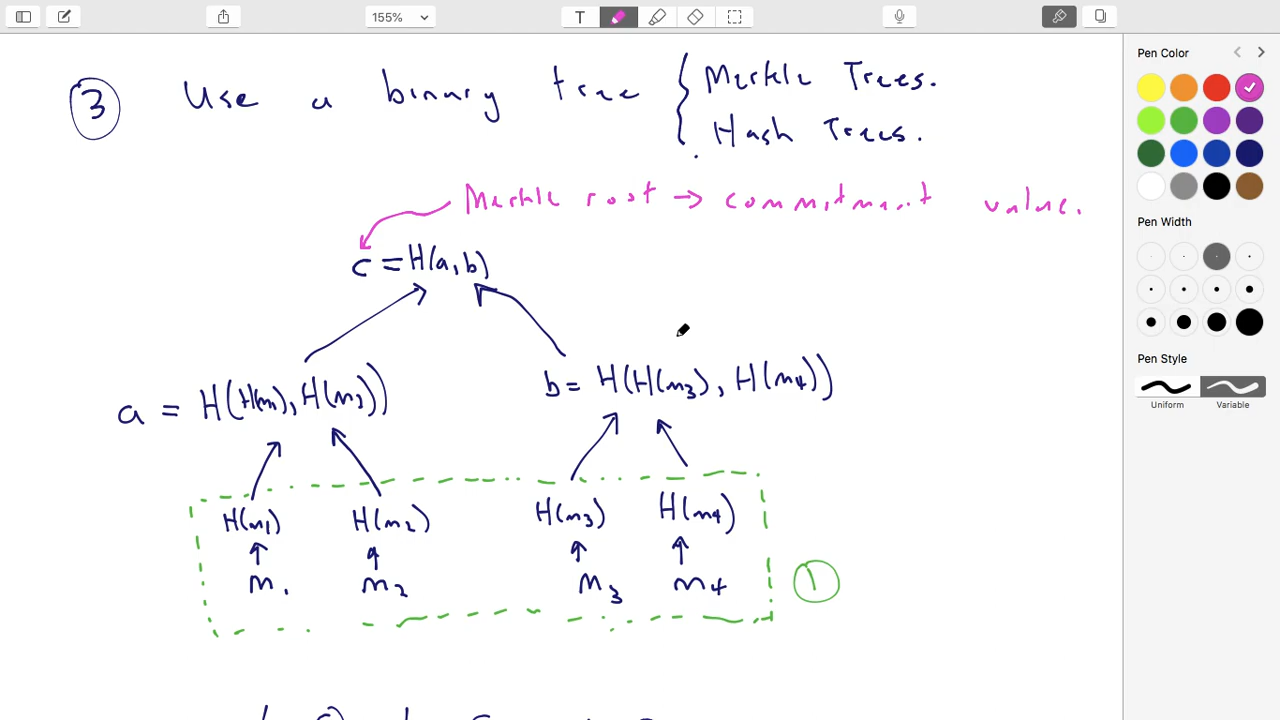 155%
T
Pen Color
③ Use a binary tree { Merkle Trees.
Hash Trees.
Merkle root → commitment value.
Pen Width
c = H(a, b)
Pen Style
Uniform Variable
a = H(H(m), H(m2))
b = H(H(m3), H(m4))
H(m1) H(m2) H(m3) H(m4)
m1 m2 m3 m4
①